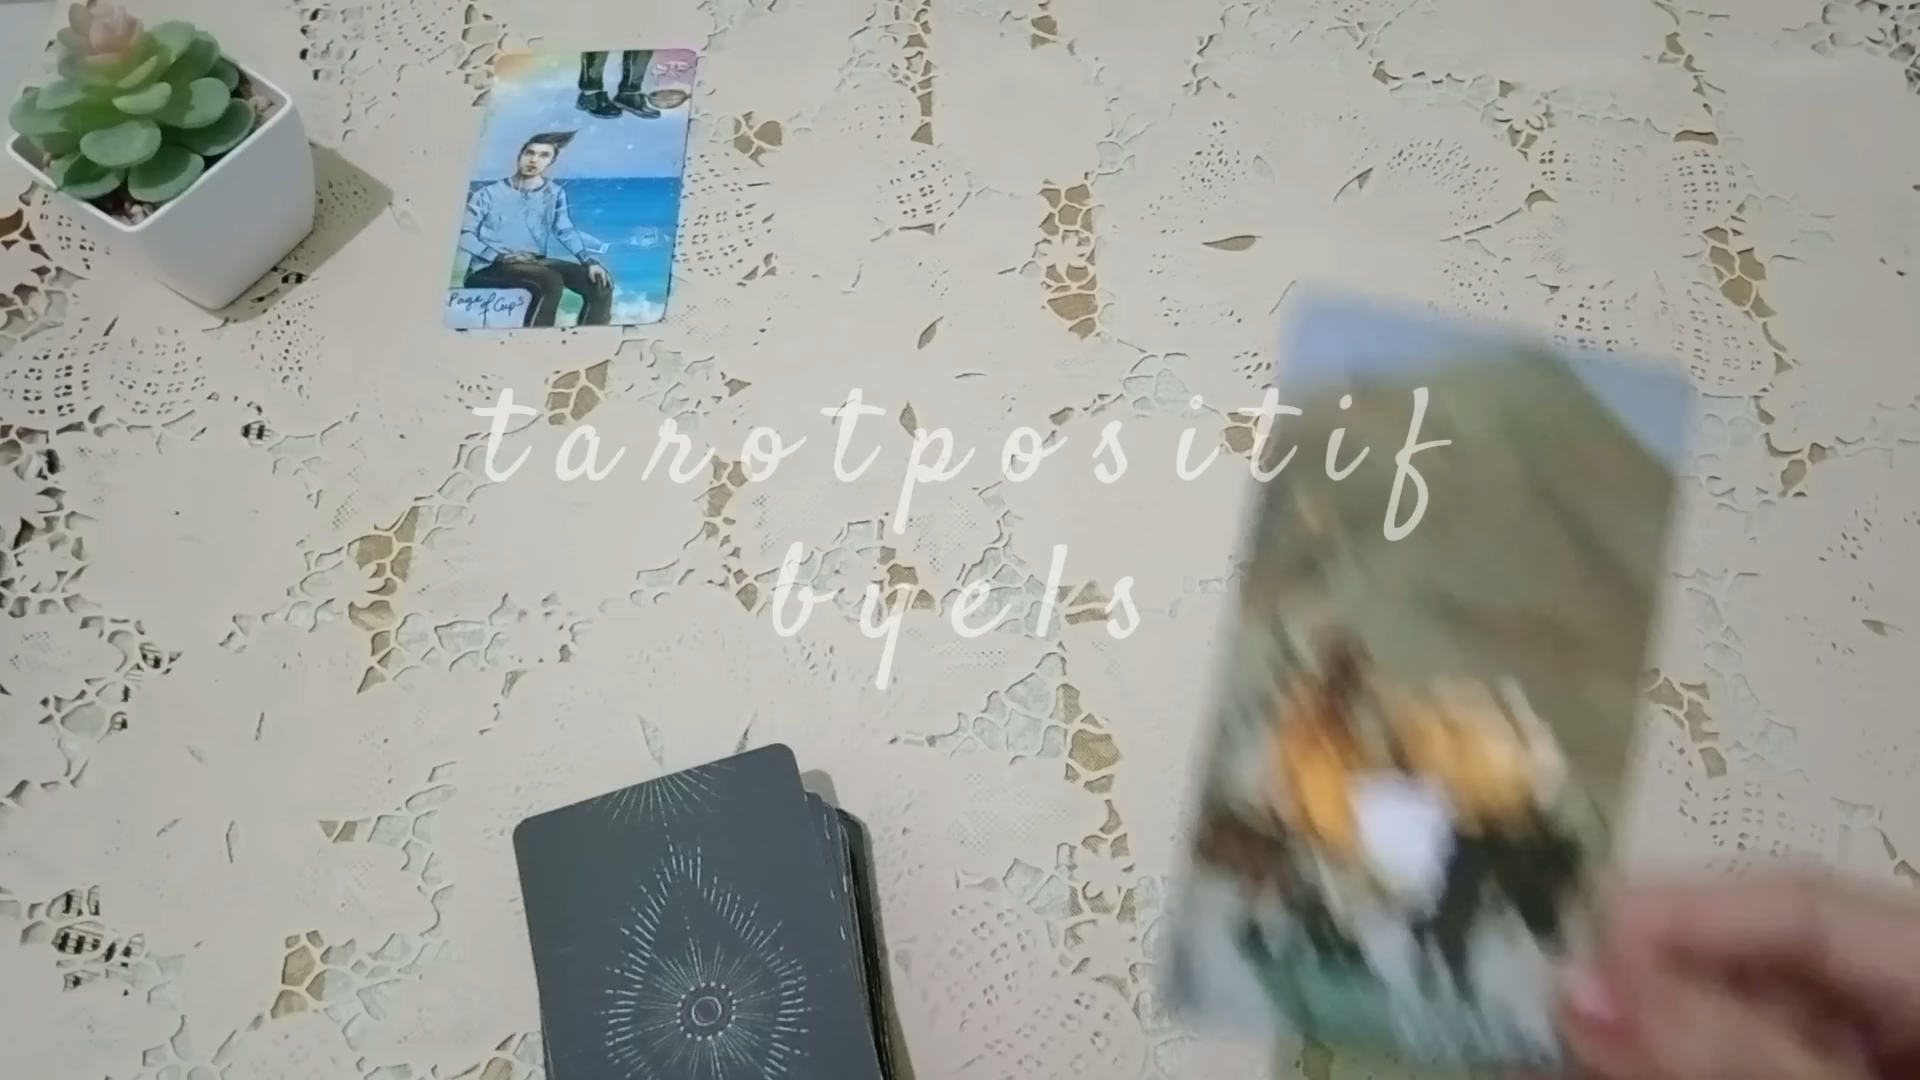 Page of Cups
tarotpositif
byels